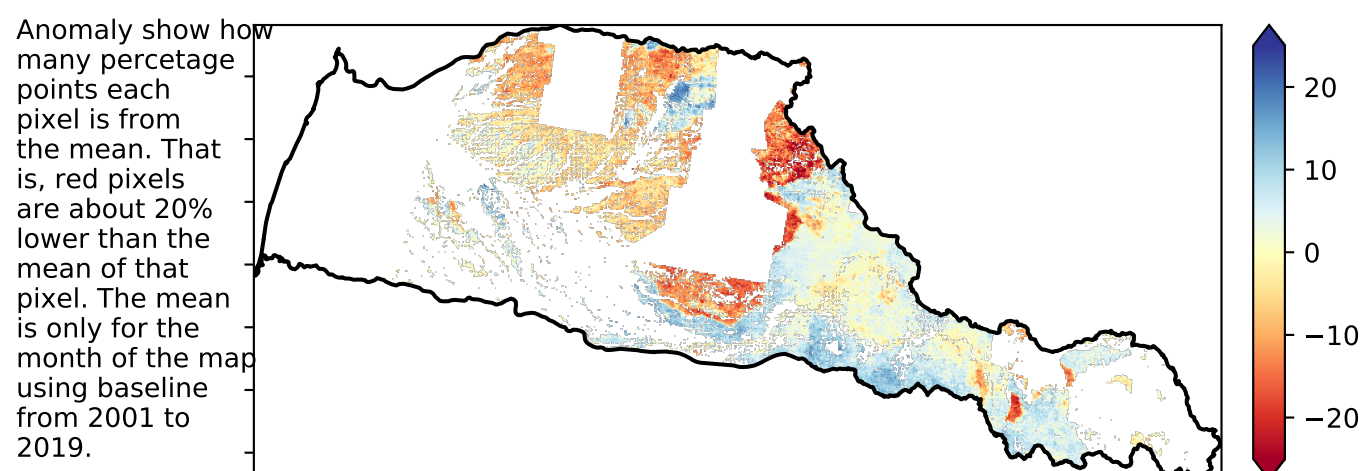 Anomaly show how
many percetage
points each
pixel is from
the mean. That
is, red pixels
are about 20%
lower than the
mean of that
pixel. The mean
is only for the
month of the map
using baseline
from 2001 to
2019.
20
10
0
−10
−20